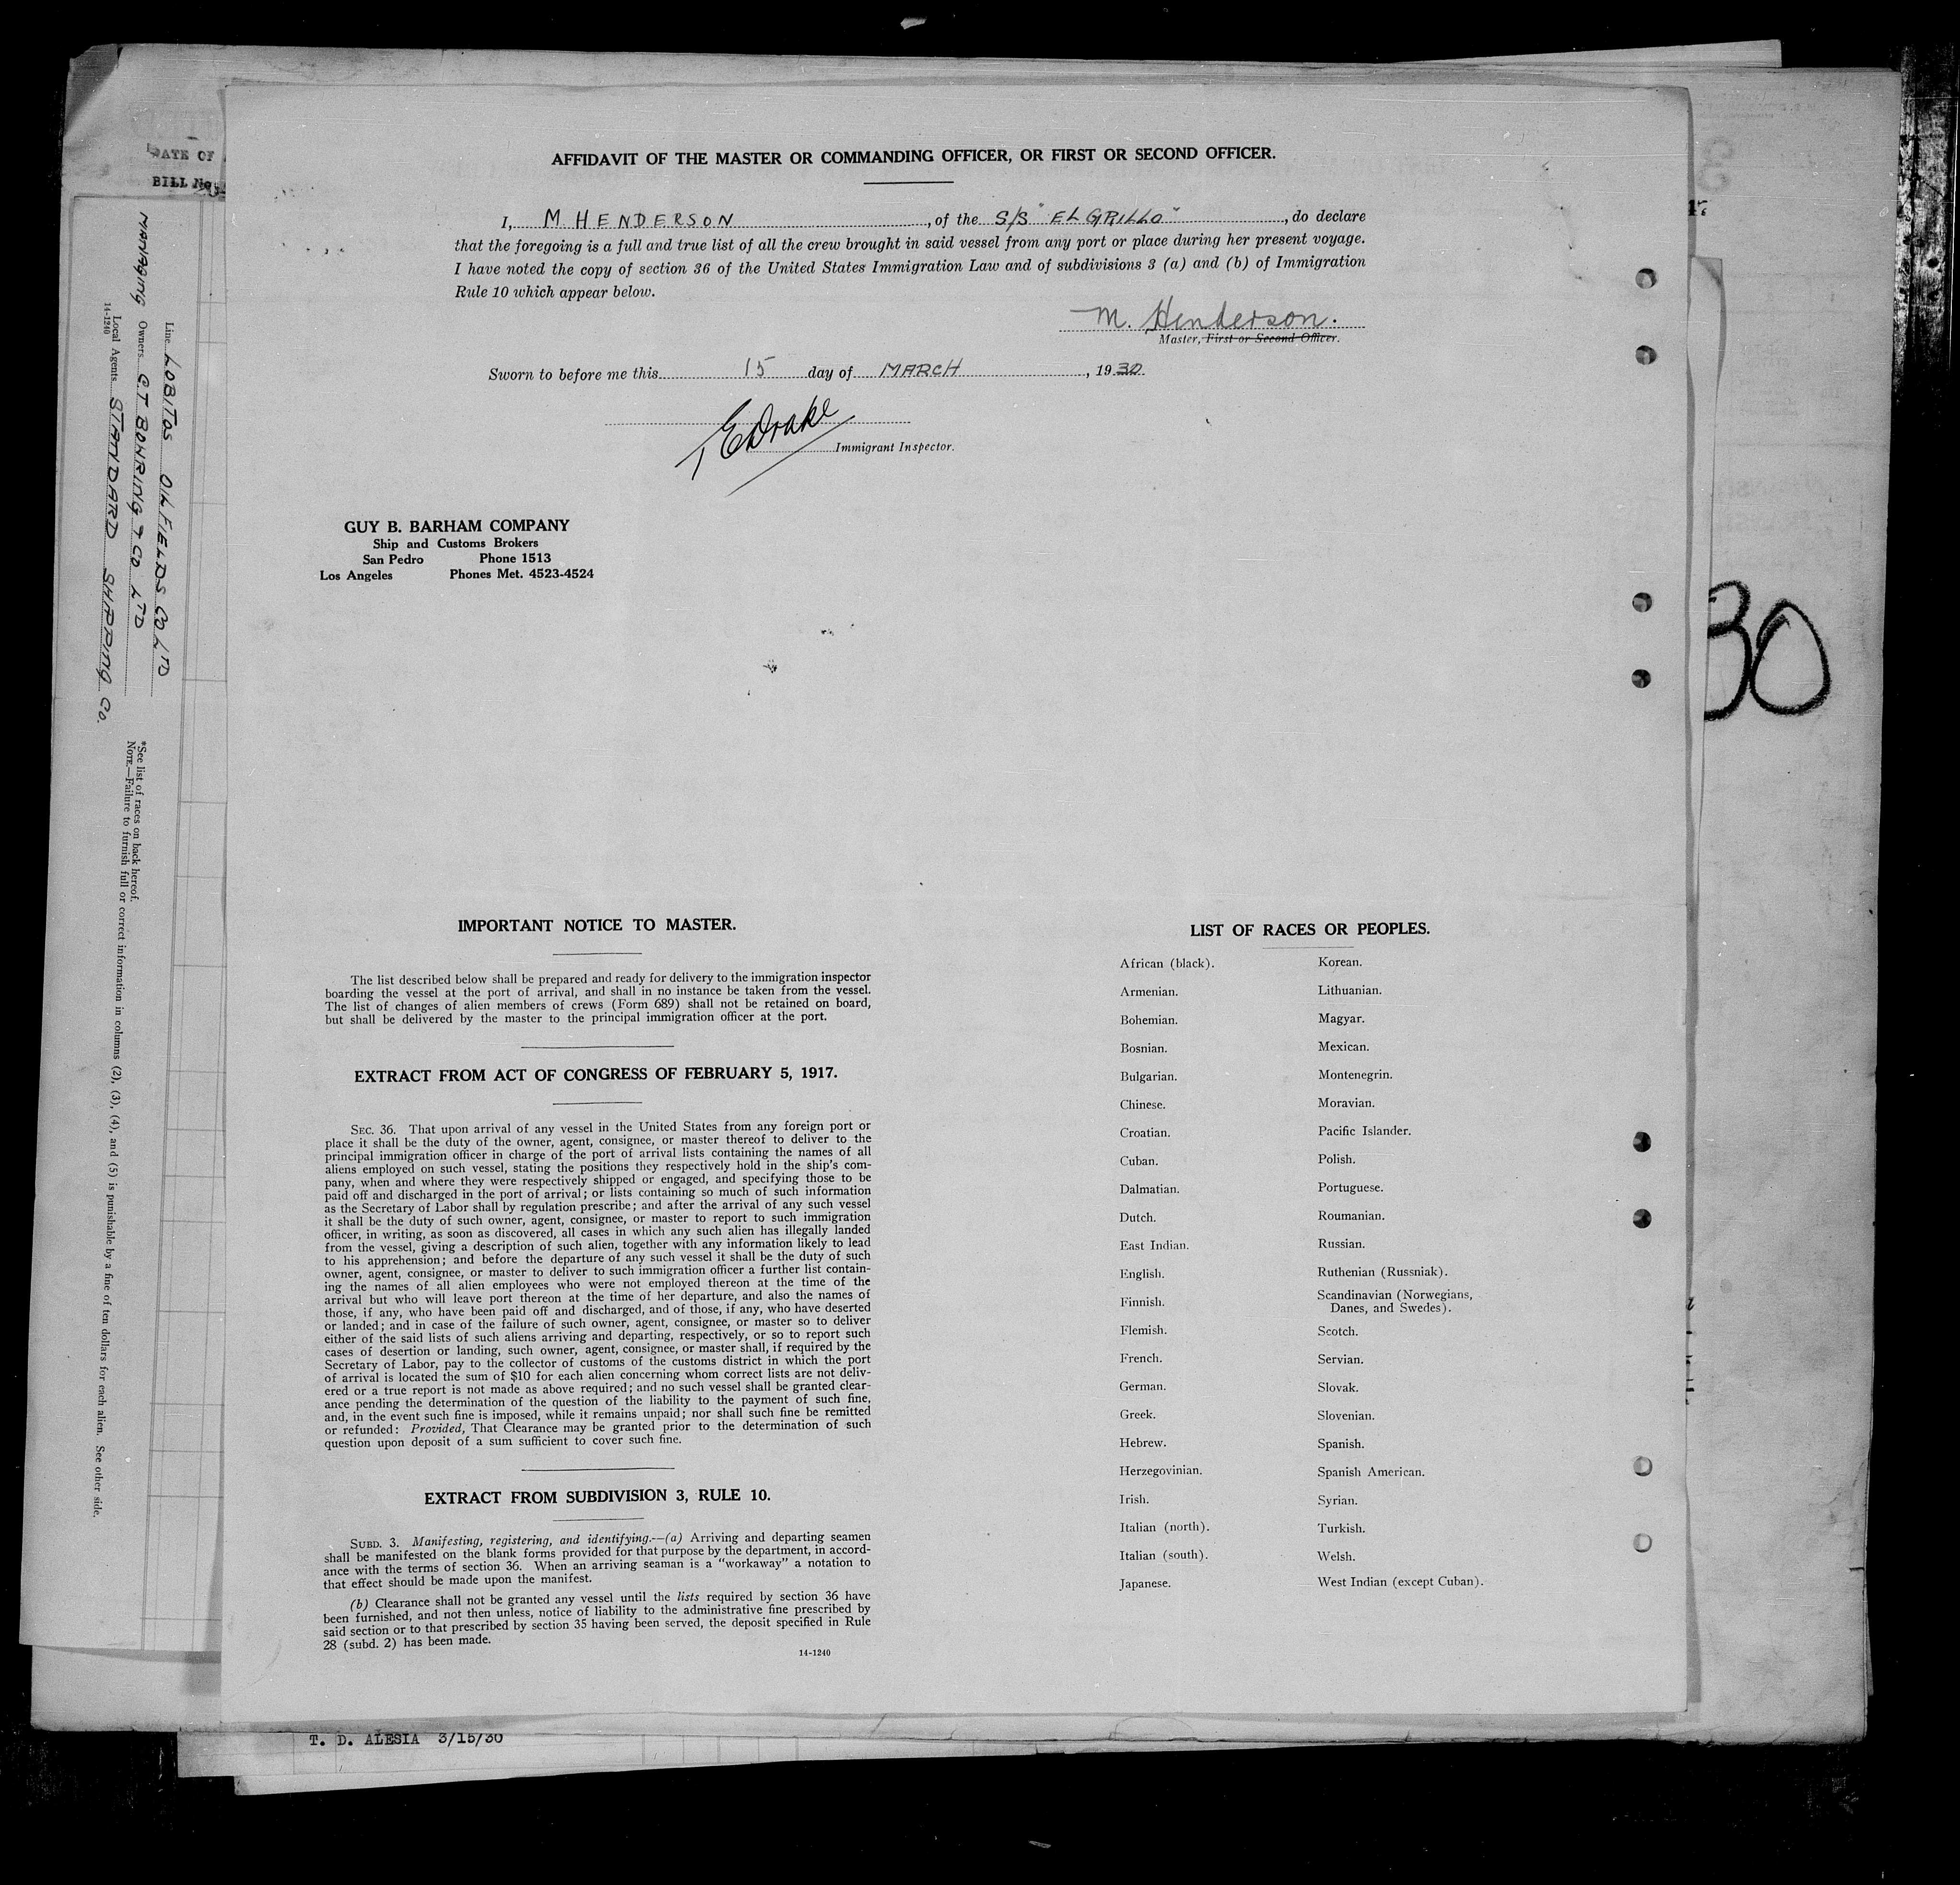 AFFIDAVIT OF THE MASTER OR COMMANDING OFFICER, OR FIRST OR SECOND OFFICER.
I, M HENDERSON, of the S/S "EL GRILLO", do declare
that the foregoing is a full and true list of all the crew brought in said vessel from any port or place during her present voyage.
I have noted the copy of section 36 of the United States Immigration Law and of subdivisions 3 (a) and (b) of Immigration
Rule 10 which appear below.
M. Henderson.
Master, First or Second Officer.
Sworn to before me this 15 day of MARCH, 1930
EDrake
Immigrant Inspector.
GUY B. BARHAM COMPANY
Ship and Customs Brokers
San Pedro Phone 1513
Los Angeles Phones Met. 4523-4524
IMPORTANT NOTICE TO MASTER.
The list described below shall be prepared and ready for delivery to the immigration inspector
boarding the vessel at the port of arrival, and shall in no instance be taken from the vessel.
The list of changes of alien members of crews (Form 689) shall not be retained on board,
but shall be delivered by the master to the principal immigration officer at the port.
EXTRACT FROM ACT OF CONGRESS OF FEBRUARY 5, 1917.
SEC. 36. That upon arrival of any vessel in the United States from any foreign port or
place it shall be the duty of the owner, agent, consignee, or master thereof to deliver to the
principal immigration officer in charge of the port of arrival lists containing the names of all
aliens employed on such vessel, stating the positions they respectively hold in the ship's com-
pany, when and where they were respectively shipped or engaged, and specifying those to be
paid off and discharged in the port of arrival; or lists containing so much of such information
as the Secretary of Labor shall by regulation prescribe; and after the arrival of any such vessel
it shall be the duty of such owner, agent, consignee, or master to report to such immigration
officer, in writing, as soon as discovered, all cases in which any such alien has illegally landed
from the vessel, giving a description of such alien, together with any information likely to lead
to his apprehension; and before the departure of any such vessel it shall be the duty of such
owner, agent, consignee, or master to deliver to such immigration officer a further list contain-
ing the names of all alien employees who were not employed thereon at the time of the
arrival but who will leave port thereon at the time of her departure, and also the names of
those, if any, who have been paid off and discharged, and of those, if any, who have deserted
or landed; and in case of the failure of such owner, agent, consignee, or master so to deliver
either of the said lists of such aliens arriving and departing, respectively, or so to report such
cases of desertion or landing, such owner, agent, consignee, or master shall, if required by the
Secretary of Labor, pay to the collector of customs of the customs district in which the port
of arrival is located the sum of $10 for each alien concerning whom correct lists are not deliv-
ered or a true report is not made as above required; and no such vessel shall be granted clear-
ance pending the determination of the question of the liability to the payment of such fine,
and, in the event such fine is imposed, while it remains unpaid; nor shall such fine be remitted
or refunded: Provided, That Clearance may be granted prior to the determination of such
question upon deposit of a sum sufficient to cover such fine.
EXTRACT FROM SUBDIVISION 3, RULE 10.
SUBD. 3. Manifesting, registering, and identifying.—(a) Arriving and departing seamen
shall be manifested on the blank forms provided for that purpose by the department, in accord-
ance with the terms of section 36. When an arriving seaman is a "workaway" a notation to
that effect should be made upon the manifest.
(b) Clearance shall not be granted any vessel until the lists required by section 36 have
been furnished, and not then unless, notice of liability to the administrative fine prescribed by
said section or to that prescribed by section 35 having been served, the deposit specified in Rule
28 (subd. 2) has been made.
14-1240
LIST OF RACES OR PEOPLES.
African (black).
Armenian.
Bohemian.
Bosnian.
Bulgarian.
Chinese.
Croatian.
Cuban.
Dalmatian.
Dutch.
East Indian.
English.
Finnish.
Flemish.
French.
German.
Greek.
Hebrew.
Herzegovinian.
Irish.
Italian (north).
Italian (south).
Japanese.
Korean.
Lithuanian.
Magyar.
Mexican.
Montenegrin.
Moravian.
Pacific Islander.
Polish.
Portuguese.
Roumanian.
Russian.
Ruthenian (Russniak).
Scandinavian (Norwegians,
Danes, and Swedes).
Scotch.
Servian.
Slovak.
Slovenian.
Spanish.
Spanish American.
Syrian.
Turkish.
Welsh.
West Indian (except Cuban).
DATE OF
BILL No.
Line LOBITOS OILFIELDS CO LTD
MANAGING Owners C.T BOWRING & CO LTD
Local Agents STANDARD SHIPPING Co.
14-1240
*See list of races on back hereof.
NOTE.—Failure to furnish full or correct information in columns (2), (3), (4), and (5) is punishable by a fine of ten dollars for each alien. See other side.
30
T. D. ALESIA 3/15/30